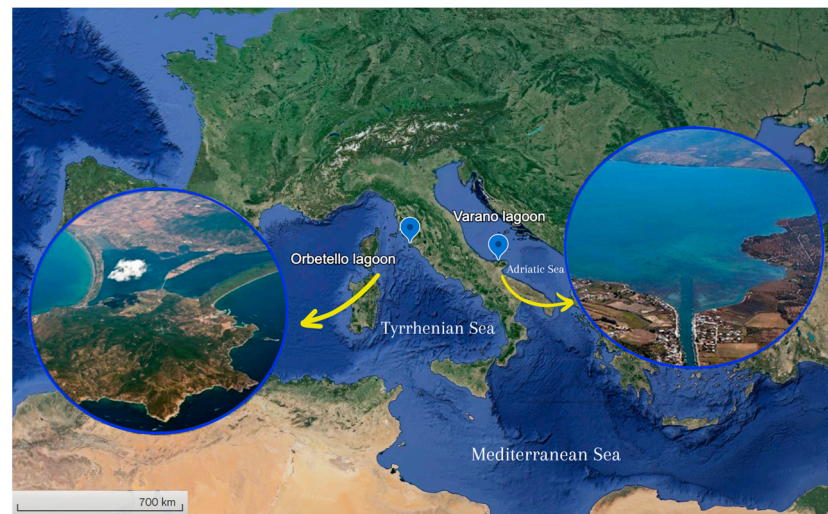 Varano lagoon
Orbetello lagoon
Adriatic Sea
Tyrrhenian Sea
Mediterranean Sea
700 km